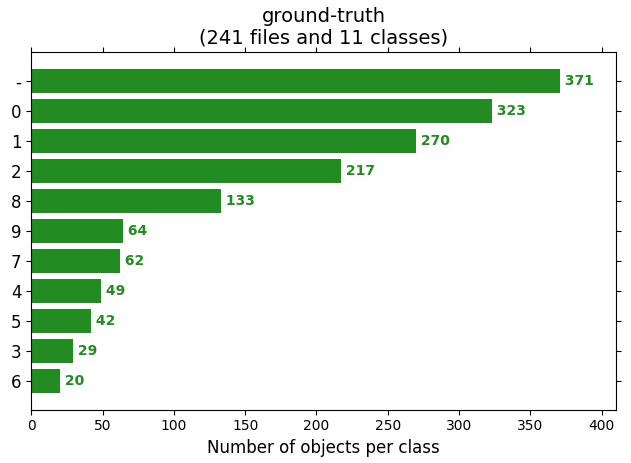 ground-truth
(241 files and 11 classes)
- 371
0 323
1 270
2 217
8 133
9 64
7 62
4 49
5 42
3 29
6 20
0 50 100 150 200 250 300 350 400
Number of objects per class